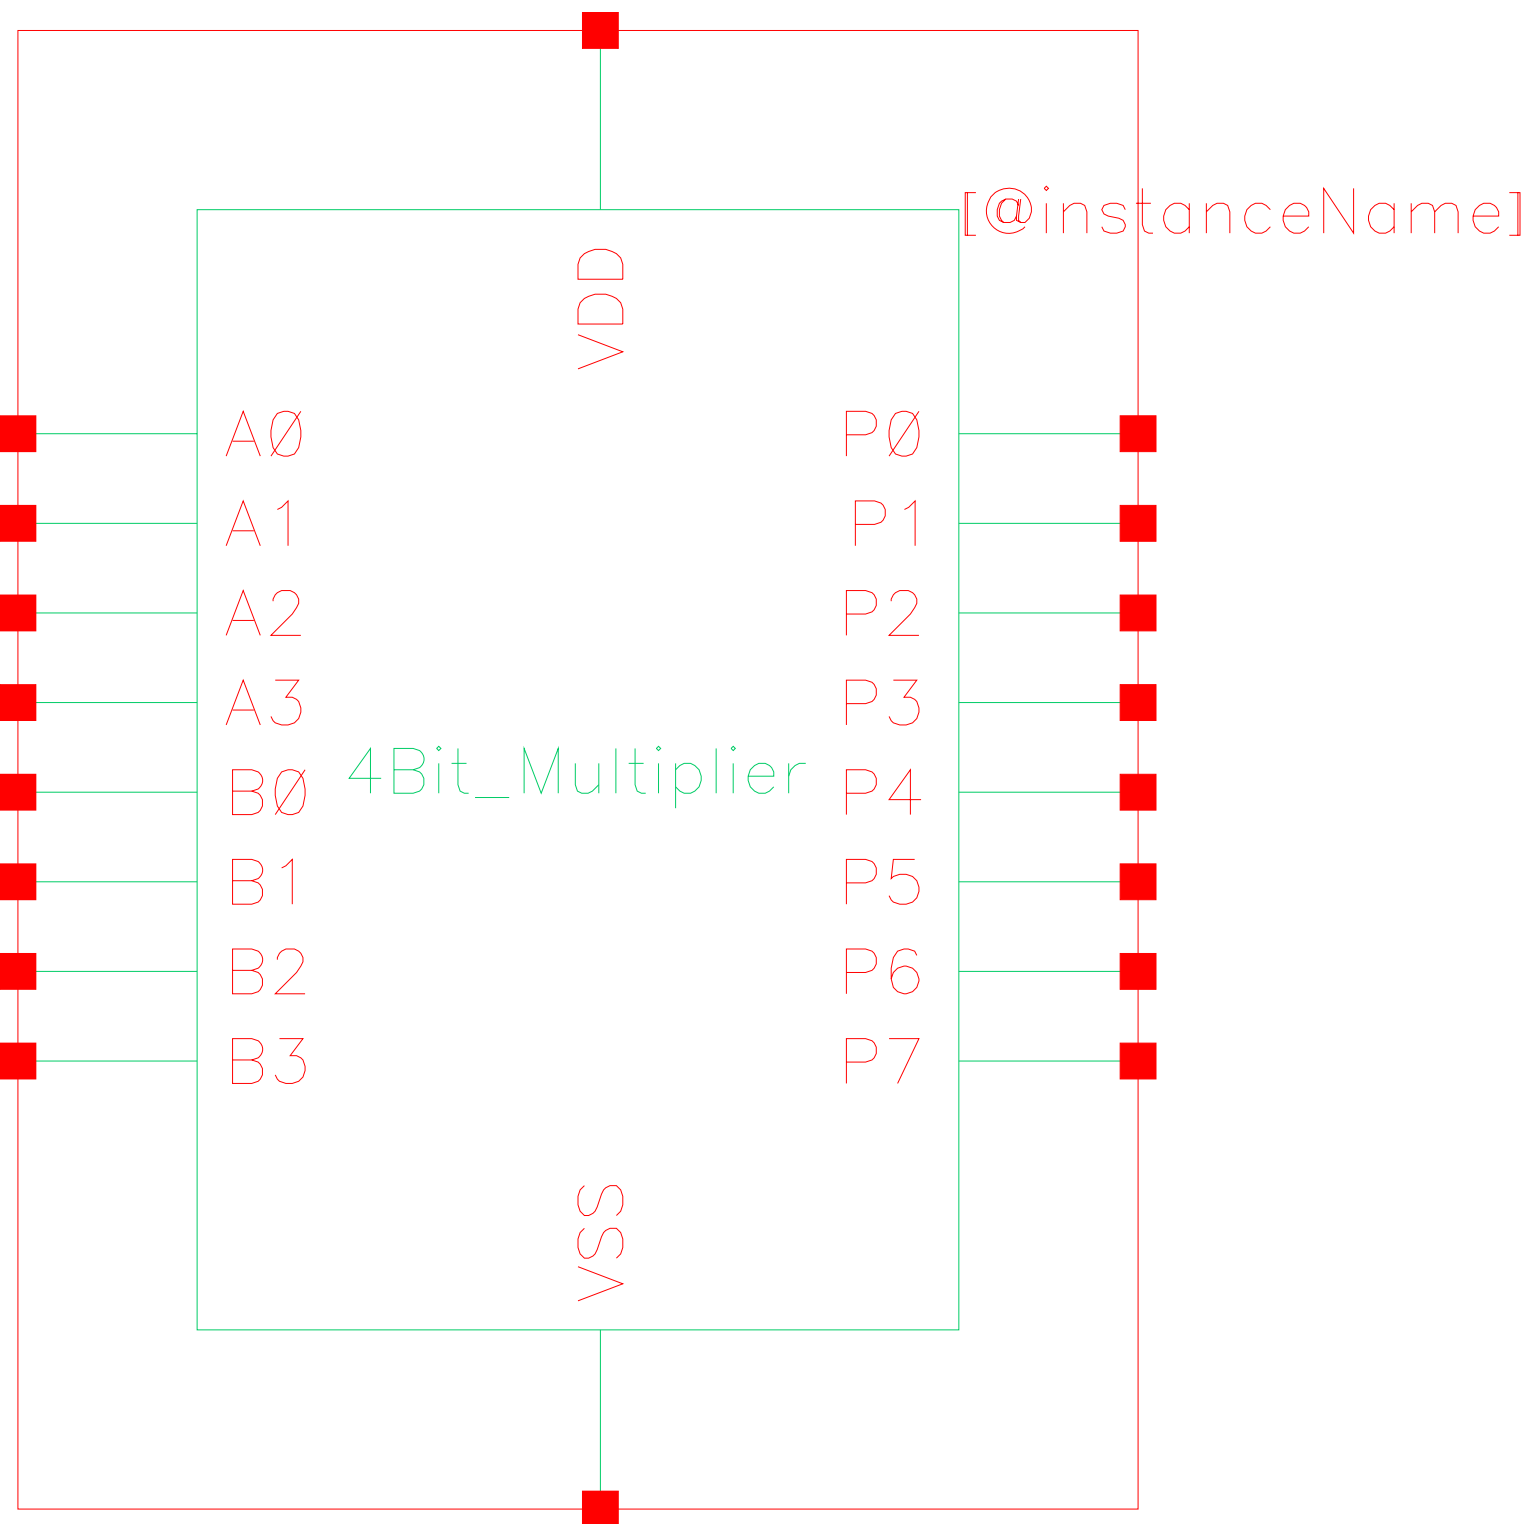 [@instanceName]
VDD
A0 P0
A1 P1
A2 P2
A3 P3
4Bit_Multiplier
B0 P4
B1 P5
B2 P6
B3 P7
VSS